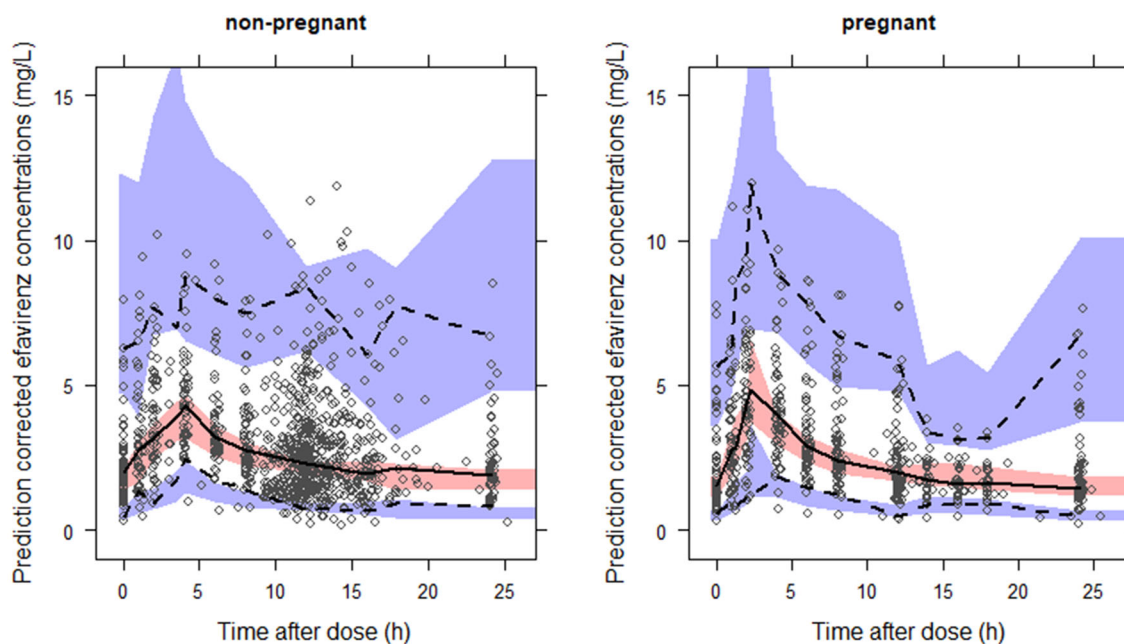 non-pregnant
Prediction corrected efavirenz concentrations (mg/L)
15
10
5
0
0 5 10 15 20 25
Time after dose (h)
pregnant
Prediction corrected efavirenz concentrations (mg/L)
15
10
5
0
0 5 10 15 20 25
Time after dose (h)